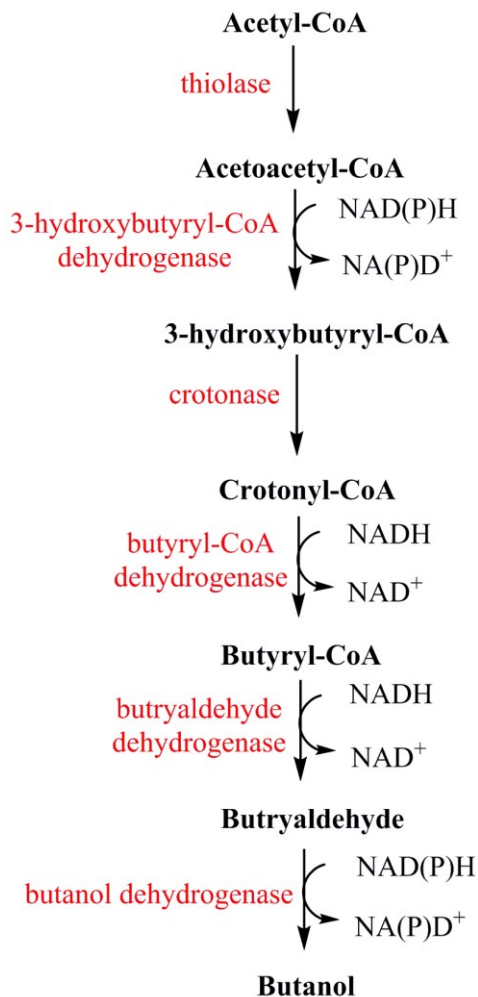 Acetyl-CoA
thiolase
Acetoacetyl-CoA
NAD(P)H
3-hydroxybutyryl-CoA
dehydrogenase
NA(P)D+
3-hydroxybutyryl-CoA
crotonase
Crotonyl-CoA
NADH
butyryl-CoA
dehydrogenase
NAD+
Butyryl-CoA
NADH
butryaldehyde
dehydrogenase
NAD+
Butryaldehyde
NAD(P)H
butanol dehydrogenase
NA(P)D+
Butanol